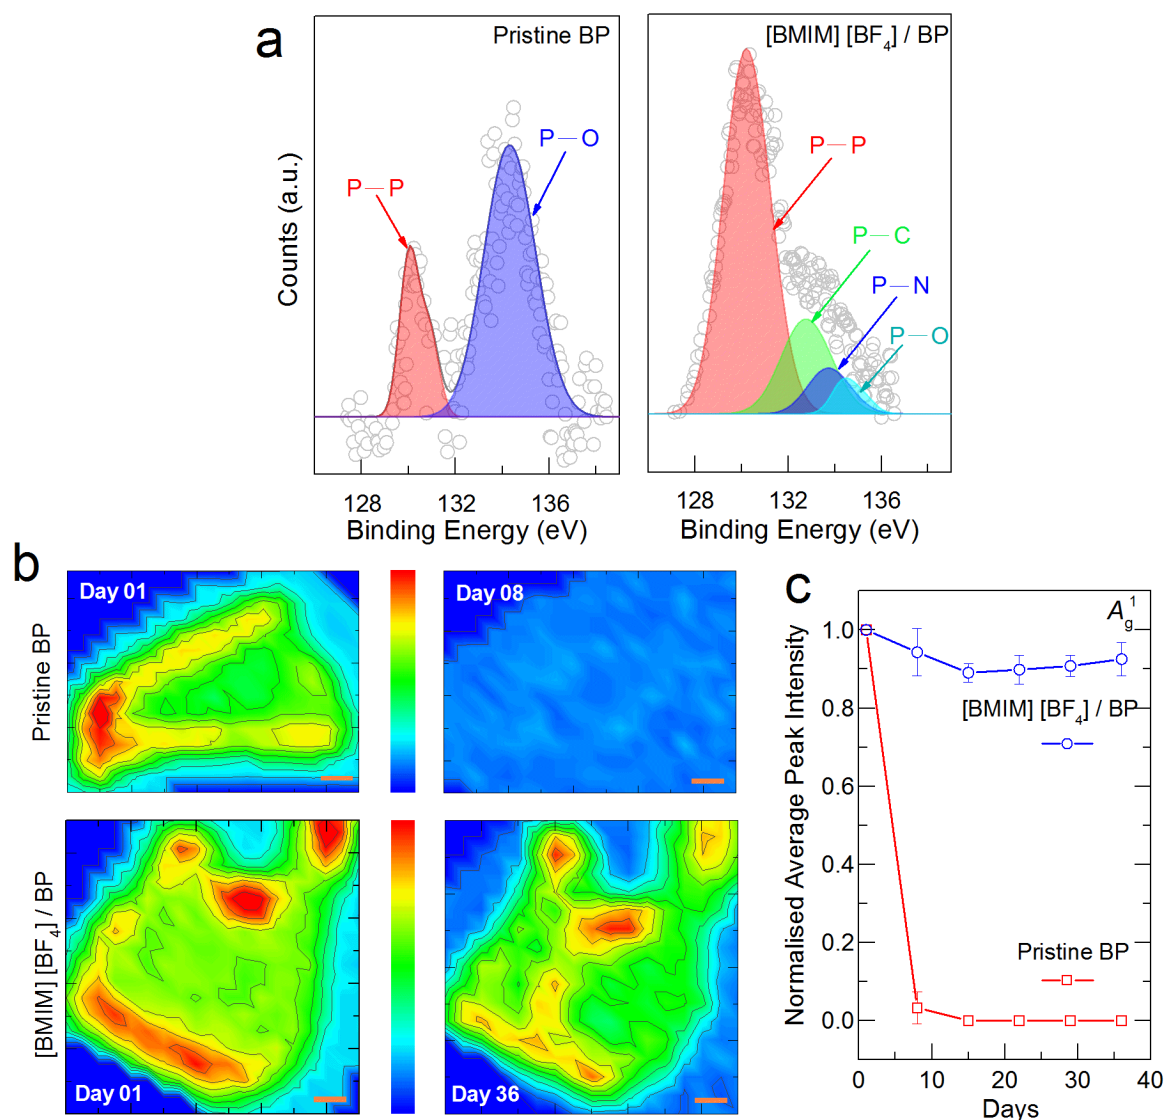 a
Pristine BP
P—P
P—O
Counts (a.u.)
128 132 136
Binding Energy (eV)
[BMIM] [BF₄] / BP
P—P
P—C
P—N
P—O
128 132 136
Binding Energy (eV)
b
Pristine BP
Day 01
Day 08
[BMIM] [BF₄] / BP
Day 01
Day 36
c
A¹g
Normalised Average Peak Intensity
1.0
0.8
0.6
0.4
0.2
0.0
[BMIM] [BF₄] / BP
Pristine BP
0 10 20 30 40
Days